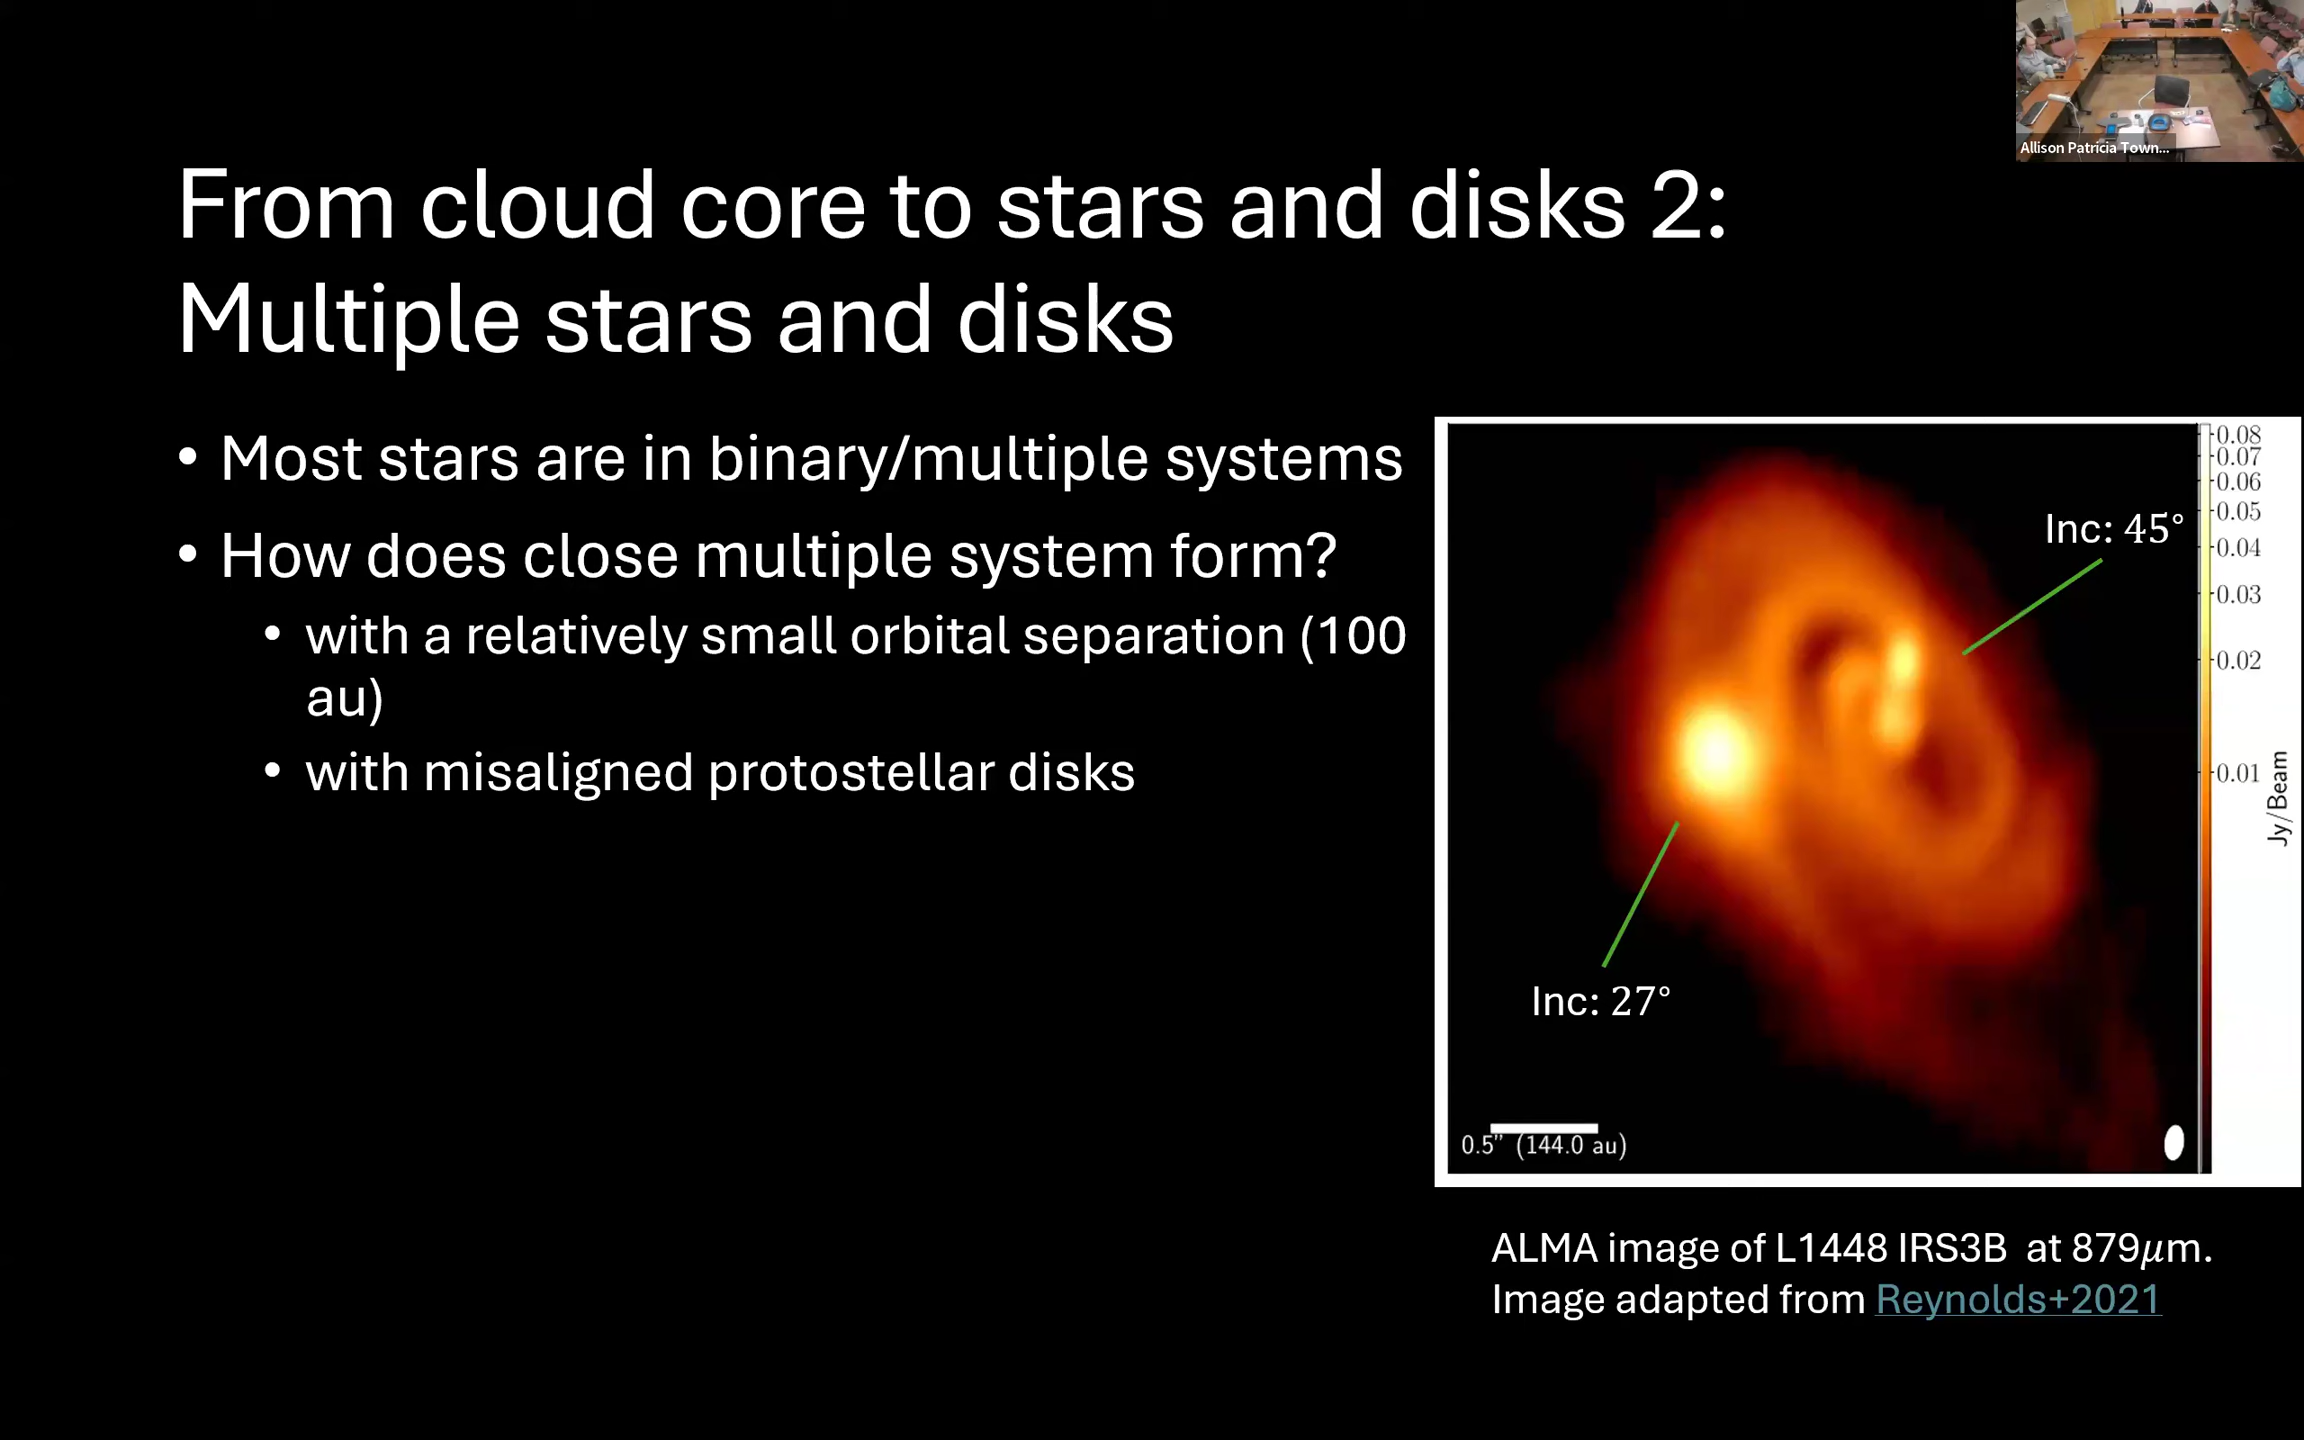 Allison Patricia Town...
From cloud core to stars and disks 2:
Multiple stars and disks
• Most stars are in binary/multiple systems
• How does close multiple system form?
• with a relatively small orbital separation (100
au)
• with misaligned protostellar disks
0.08
0.07
0.06
0.05
0.04
0.03
0.02
0.01
Jy/Beam
Inc: 45°
Inc: 27°
0.5" (144.0 au)
ALMA image of L1448 IRS3B at 879𝜇m.
Image adapted from Reynolds+2021